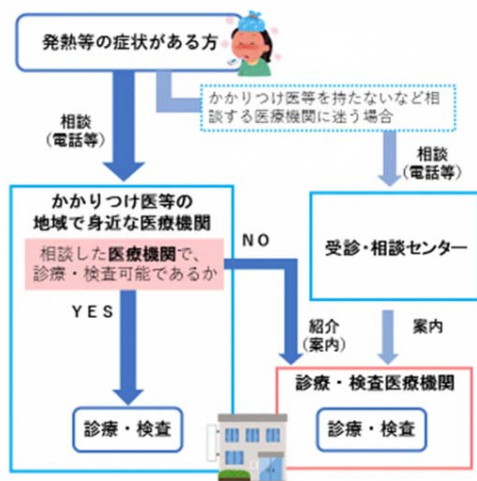 発熱等の症状がある方
かかりつけ医等を持たないなど相
談する医療機関に迷う場合
相談
(電話等)
相談
(電話等)
かかりつけ医等の
地域で身近な医療機関
相談した医療機関で、
診療・検査可能であるか
NO
YES
受診・相談センター
紹介
(案内)
案内
診療・検査医療機関
診療・検査
診療・検査